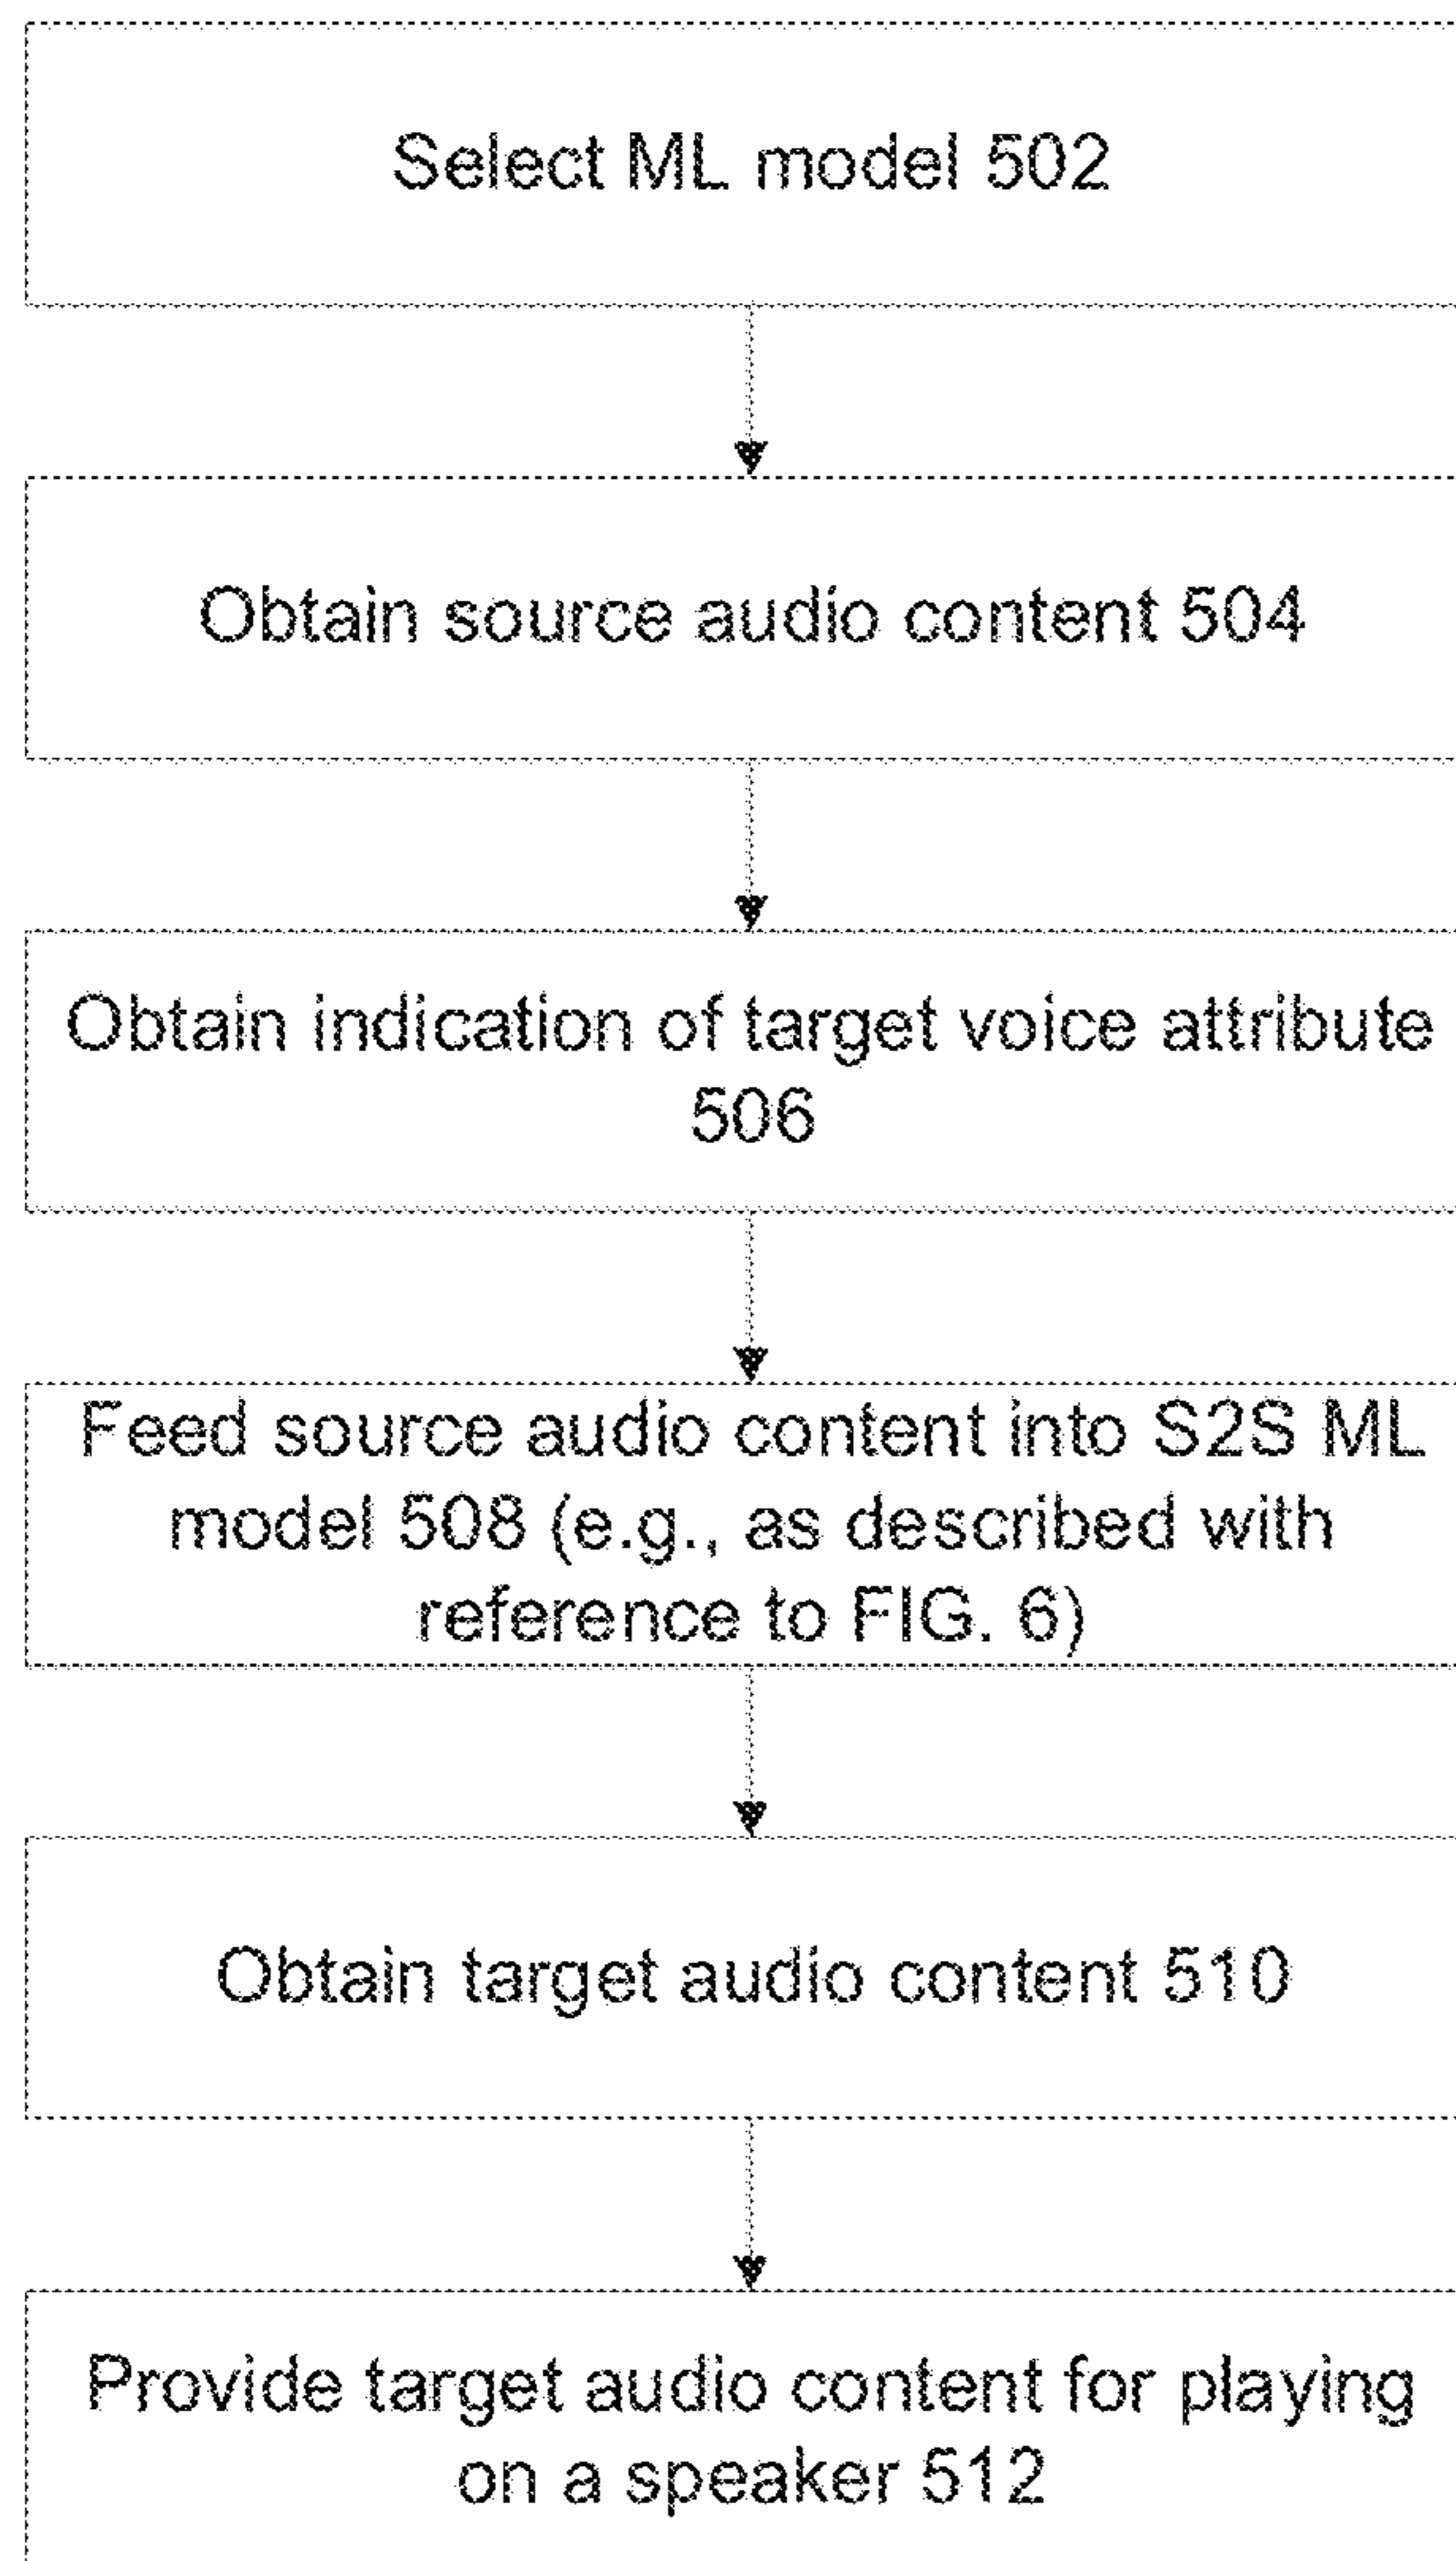 Select ML model 502
Obtain source audio content 504
Obtain indication of target voice attribute
506
Feed source audio content into S2S ML
model 508 (e.g., as described with
reference to FIG. 6)
Obtain target audio content 510
Provide target audio content for playing
on a speaker 512